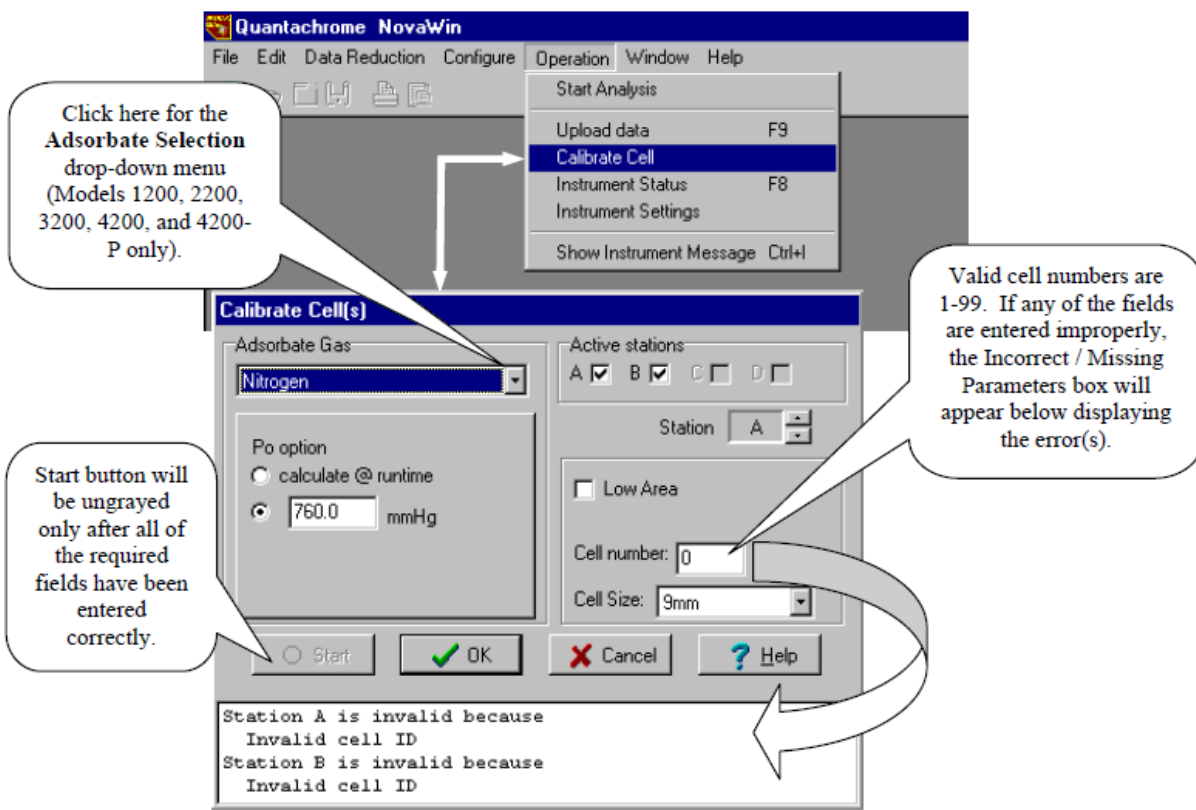 Quantachrome NovaWin
File Edit Data Reduction Configure Operation Window Help
Start Analysis
Upload data F9
Calibrate Cell
Instrument Status F8
Instrument Settings
Show Instrument Message Ctrl+I
Click here for the
Adsorbate Selection
drop-down menu
(Models 1200, 2200,
3200, 4200, and 4200-
P only).
Valid cell numbers are
1-99. If any of the fields
are entered improperly,
the Incorrect / Missing
Parameters box will
appear below displaying
the error(s).
Start button will
be ungrayed
only after all of
the required
fields have been
entered
correctly.
Calibrate Cell(s)
Adsorbate Gas
Nitrogen
Po option
calculate @ runtime
760.0 mmHg
Active stations
A B C D
Station A
Low Area
Cell number: 0
Cell Size: 9mm
Start OK Cancel Help
Station A is invalid because
Invalid cell ID
Station B is invalid because
Invalid cell ID